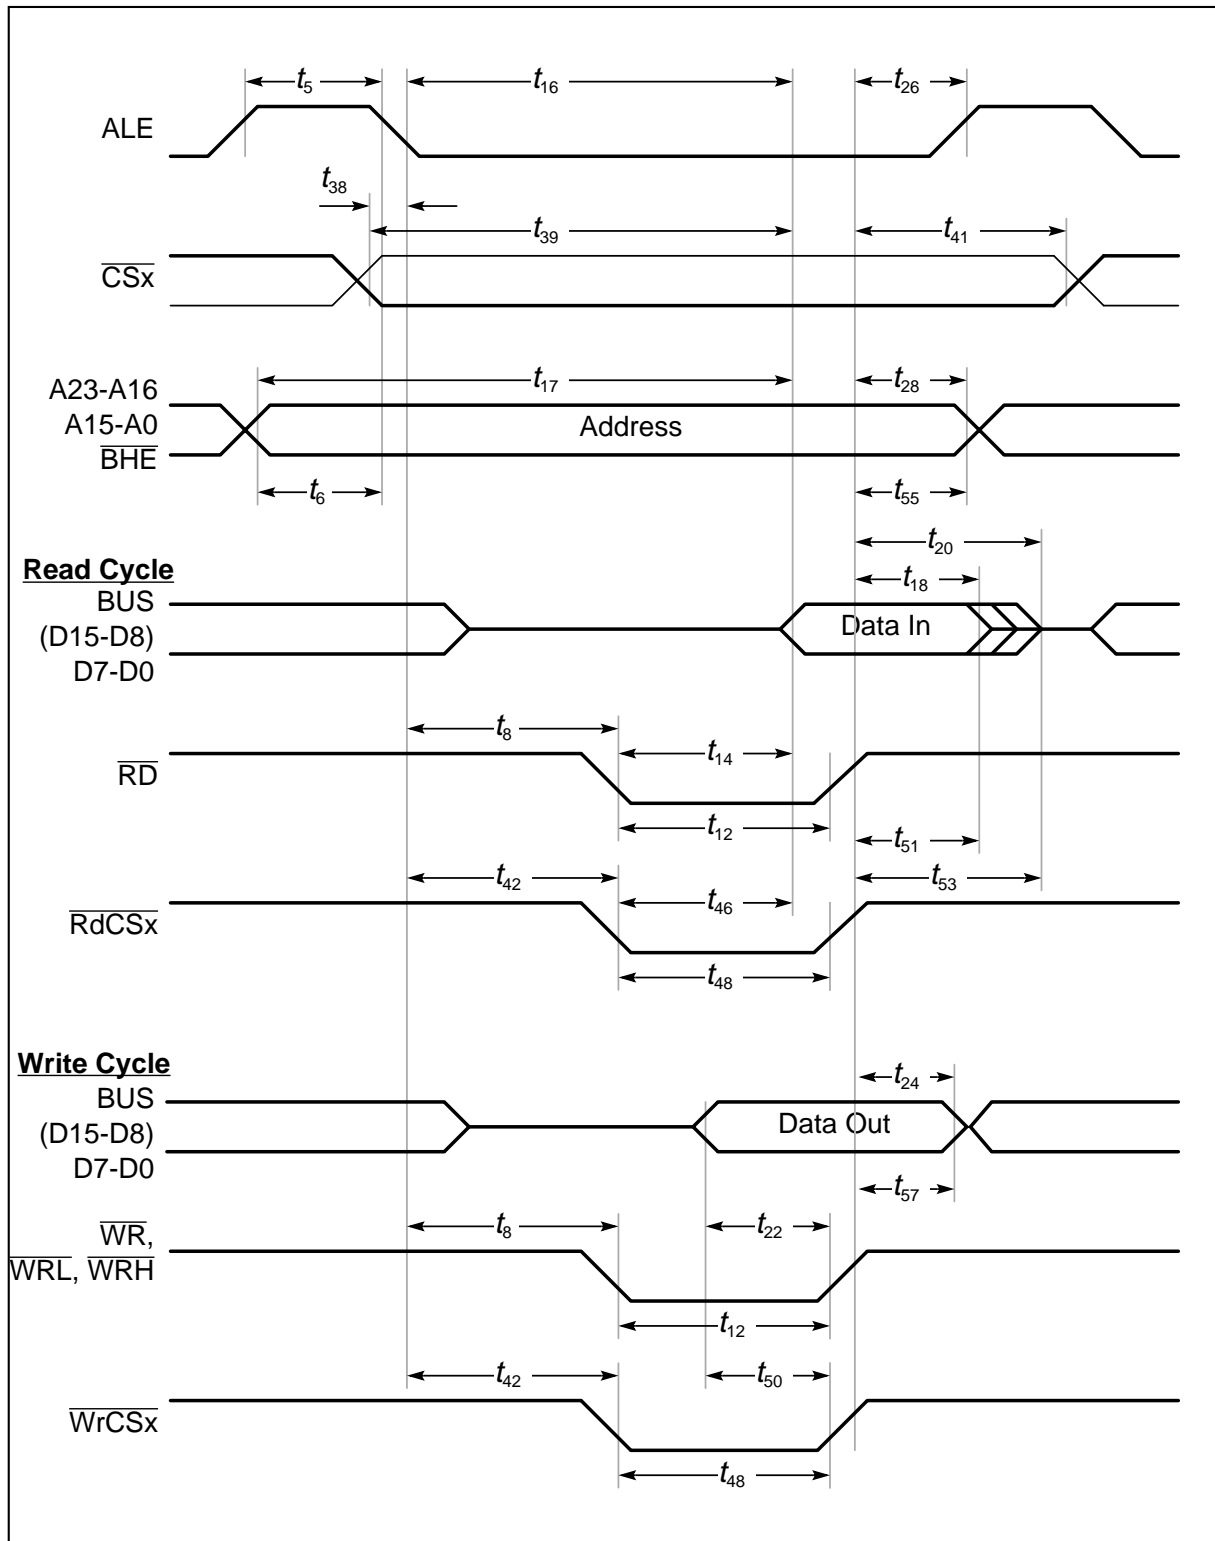 t5 t16 t26
ALE
t38
t39 t41
CSx
t17 t28
A23-A16
A15-A0
BHE
Address
t6 t55
t20
Read Cycle
t18
BUS
(D15-D8)
D7-D0
Data In
t8
t14
RD
t12
t51
t42
t53
t46
RdCSx
t48
Write Cycle
t24
BUS
(D15-D8)
D7-D0
Data Out
t57
t8 t22
WR,
WRL, WRH
t12
t42 t50
WrCSx
t48